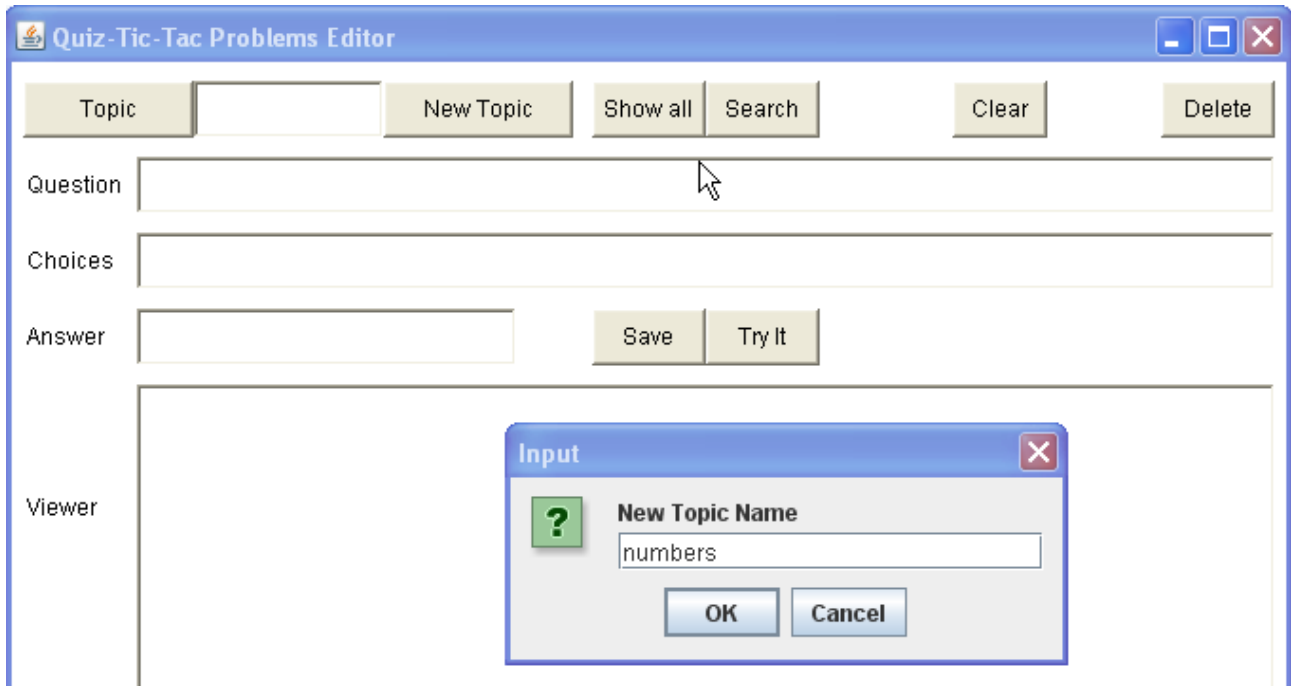 Quiz-Tic-Tac Problems Editor
Topic New Topic Show all Search Clear Delete
Question
Choices
Answer Save Try It
Viewer
Input
?
New Topic Name
numbers
OK Cancel